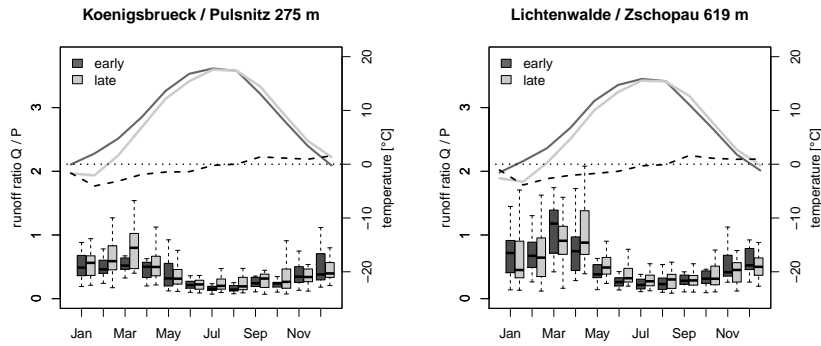 Koenigsbrueck / Pulsnitz 275 m
early
late
runoff ratio Q / P
0
1
2
3
temperature [°C]
20
10
0
−10
−20
Jan
Mar
May
Jul
Sep
Nov
Lichtenwalde / Zschopau 619 m
early
late
runoff ratio Q / P
0
1
2
3
temperature [°C]
20
10
0
−10
−20
Jan
Mar
May
Jul
Sep
Nov